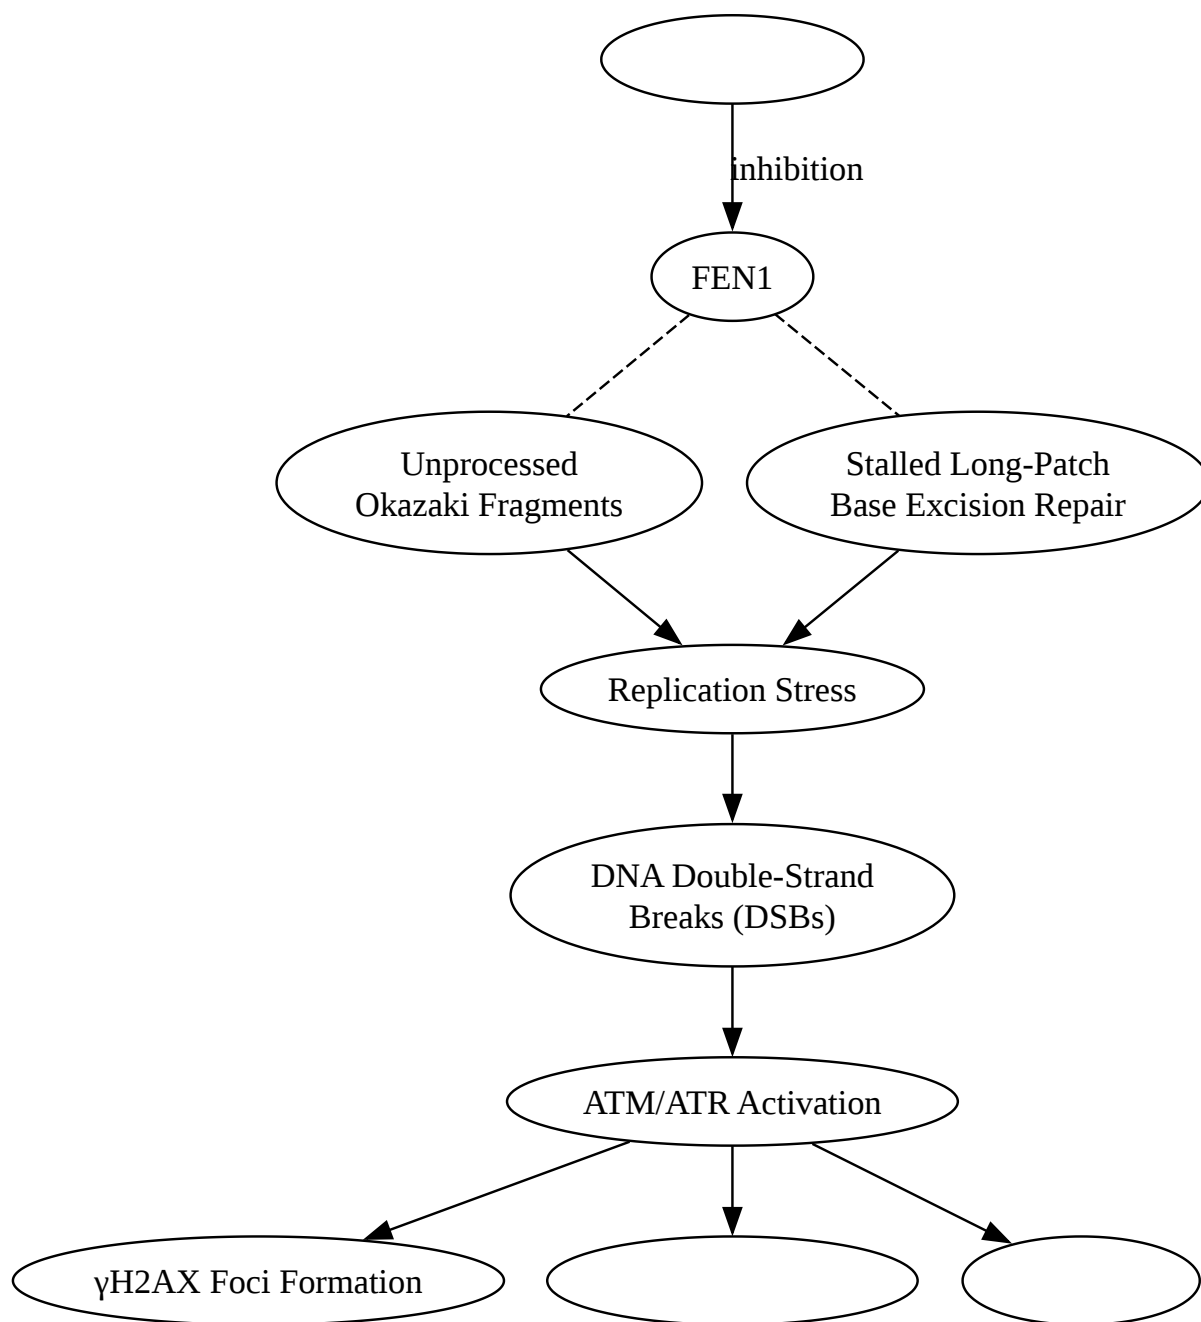 inhibition
FEN1
Unprocessed
Okazaki Fragments
Stalled Long-Patch
Base Excision Repair
Replication Stress
DNA Double-Strand
Breaks (DSBs)
ATM/ATR Activation
γH2AX Foci Formation